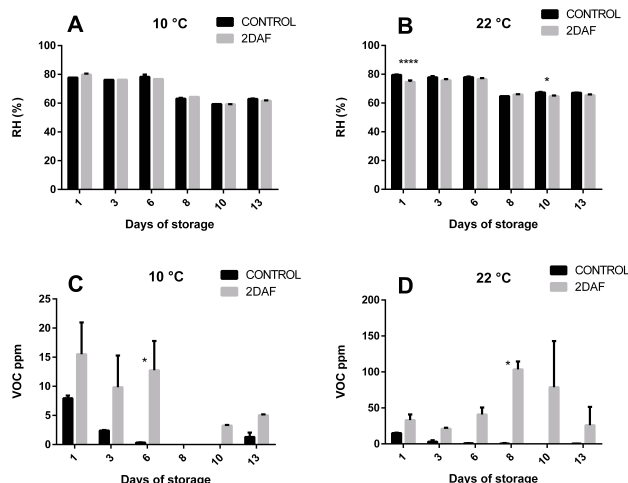 A
10 °C
CONTROL
2DAF
RH (%)
100
80
60
40
20
0
1
3
6
8
10
13
Days of storage
B
22 °C
CONTROL
2DAF
RH (%)
100
80
60
40
20
0
****
*
1
3
6
8
10
13
Days of storage
C
10 °C
CONTROL
2DAF
VOC ppm
25
20
15
10
5
0
*
1
3
6
8
10
13
Days of storage
D
22 °C
CONTROL
2DAF
VOC ppm
200
150
100
50
0
*
1
3
6
8
10
13
Days of storage